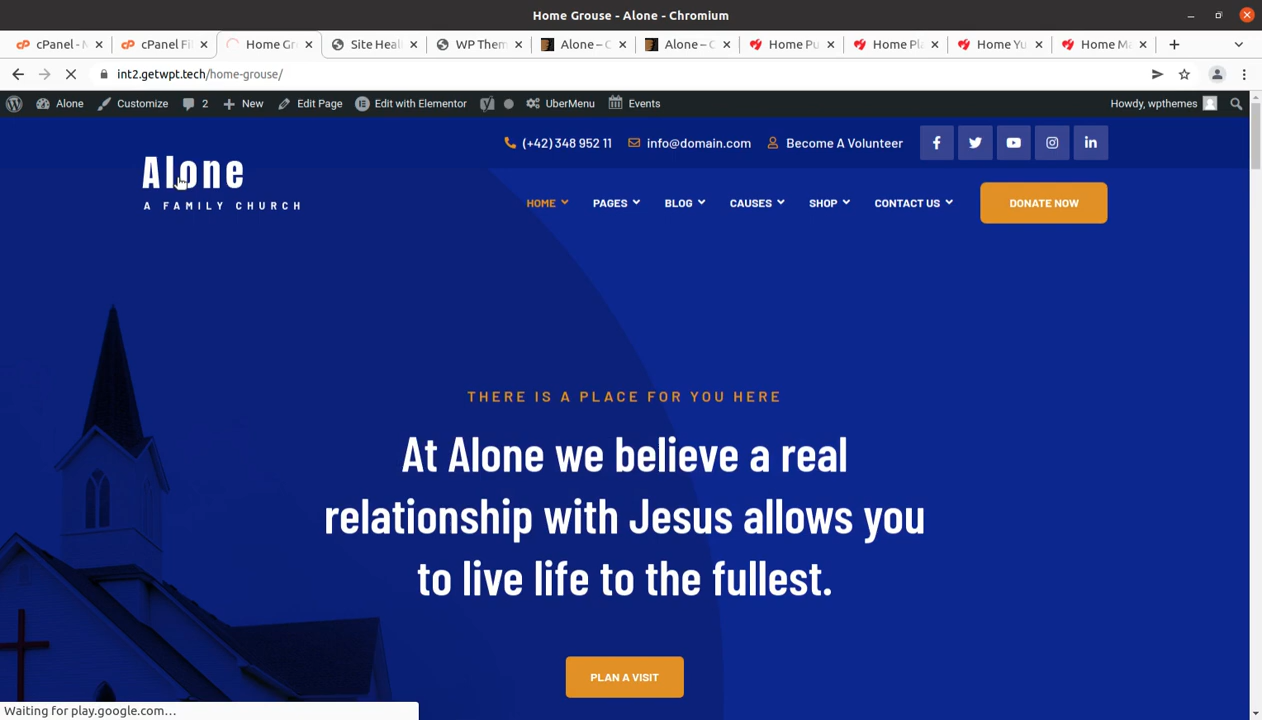 Home Grouse - Alone - Chromium
cPanel - N
cPanel Fi
Home Gr
Site Heal
WP Them
Alone – C
Alone – C
Home Pu
Home Pl
Home Yu
Home M
int2.getwpt.tech/home-grouse/
Alone
Customize
2
New
Edit Page
Edit with Elementor
UberMenu
Events
Howdy, wpthemes
(+42) 348 952 11
info@domain.com
Become A Volunteer
Alone
A FAMILY CHURCH
HOME
PAGES
BLOG
CAUSES
SHOP
CONTACT US
DONATE NOW
THERE IS A PLACE FOR YOU HERE
At Alone we believe a real
relationship with Jesus allows you
to live life to the fullest.
PLAN A VISIT
Waiting for play.google.com…